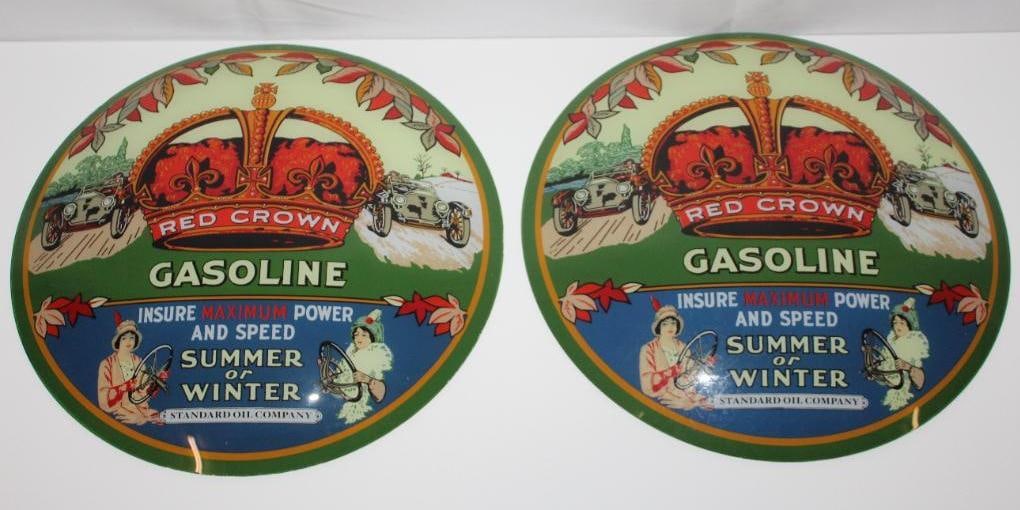 RED CROWN
GASOLINE
INSURE MAXIMUM POWER
AND SPEED
SUMMER
or
WINTER
STANDARD OIL COMPANY
RED CROWN
GASOLINE
INSURE MAXIMUM POWER
AND SPEED
SUMMER
or
WINTER
STANDARD OIL COMPANY